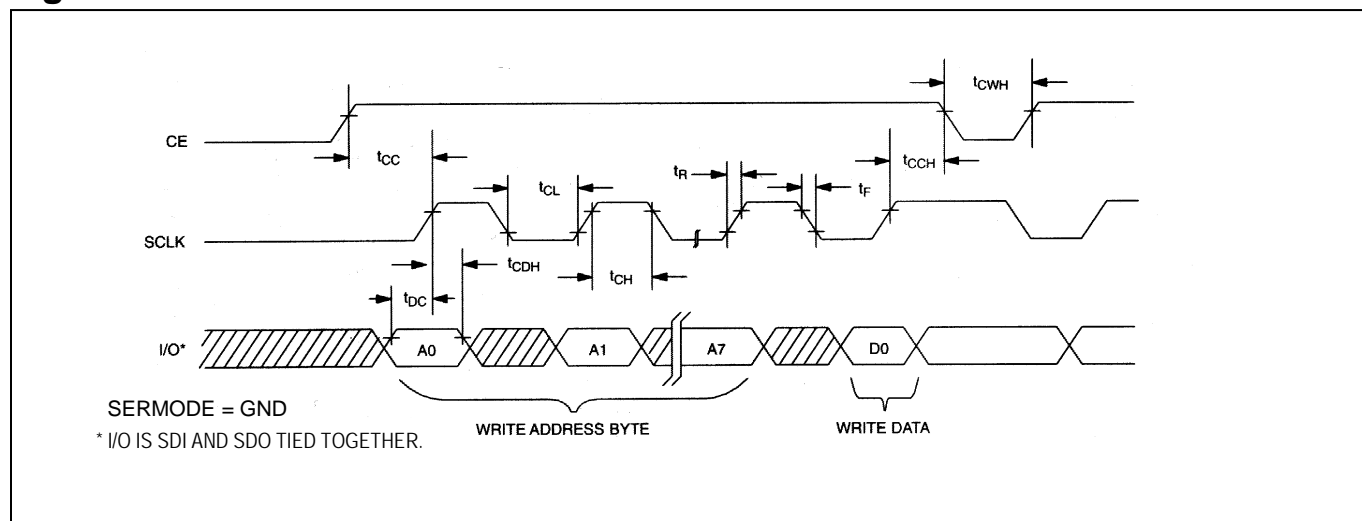 tCWH
CE
tCC
tCCH
tR
tCL
tF
SCLK
tCDH
tCH
tDC
I/O*
A0
A1
A7
D0
SERMODE = GND
WRITE ADDRESS BYTE
WRITE DATA
* I/O IS SDI AND SDO TIED TOGETHER.